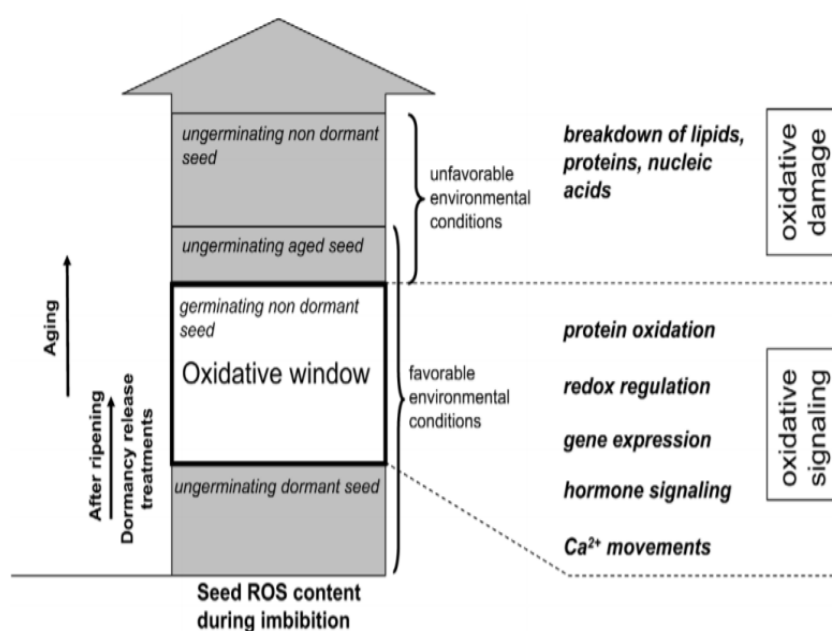 ungerminating non dormant
seed
ungerminating aged seed
germinating non dormant
seed
Oxidative window
ungerminating dormant seed
Seed ROS content
during imbibition
Aging
After ripening
Dormancy release
treatments
unfavorable
environmental
conditions
favorable
environmental
conditions
breakdown of lipids,
proteins, nucleic
acids
oxidative
damage
protein oxidation
redox regulation
gene expression
hormone signaling
Ca²⁺ movements
oxidative
signaling